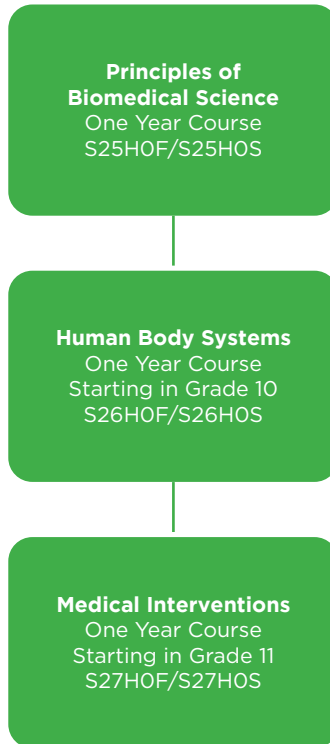 Principles of
Biomedical Science
One Year Course
S25H0F/S25H0S
Human Body Systems
One Year Course
Starting in Grade 10
S26H0F/S26H0S
Medical Interventions
One Year Course
Starting in Grade 11
S27H0F/S27H0S